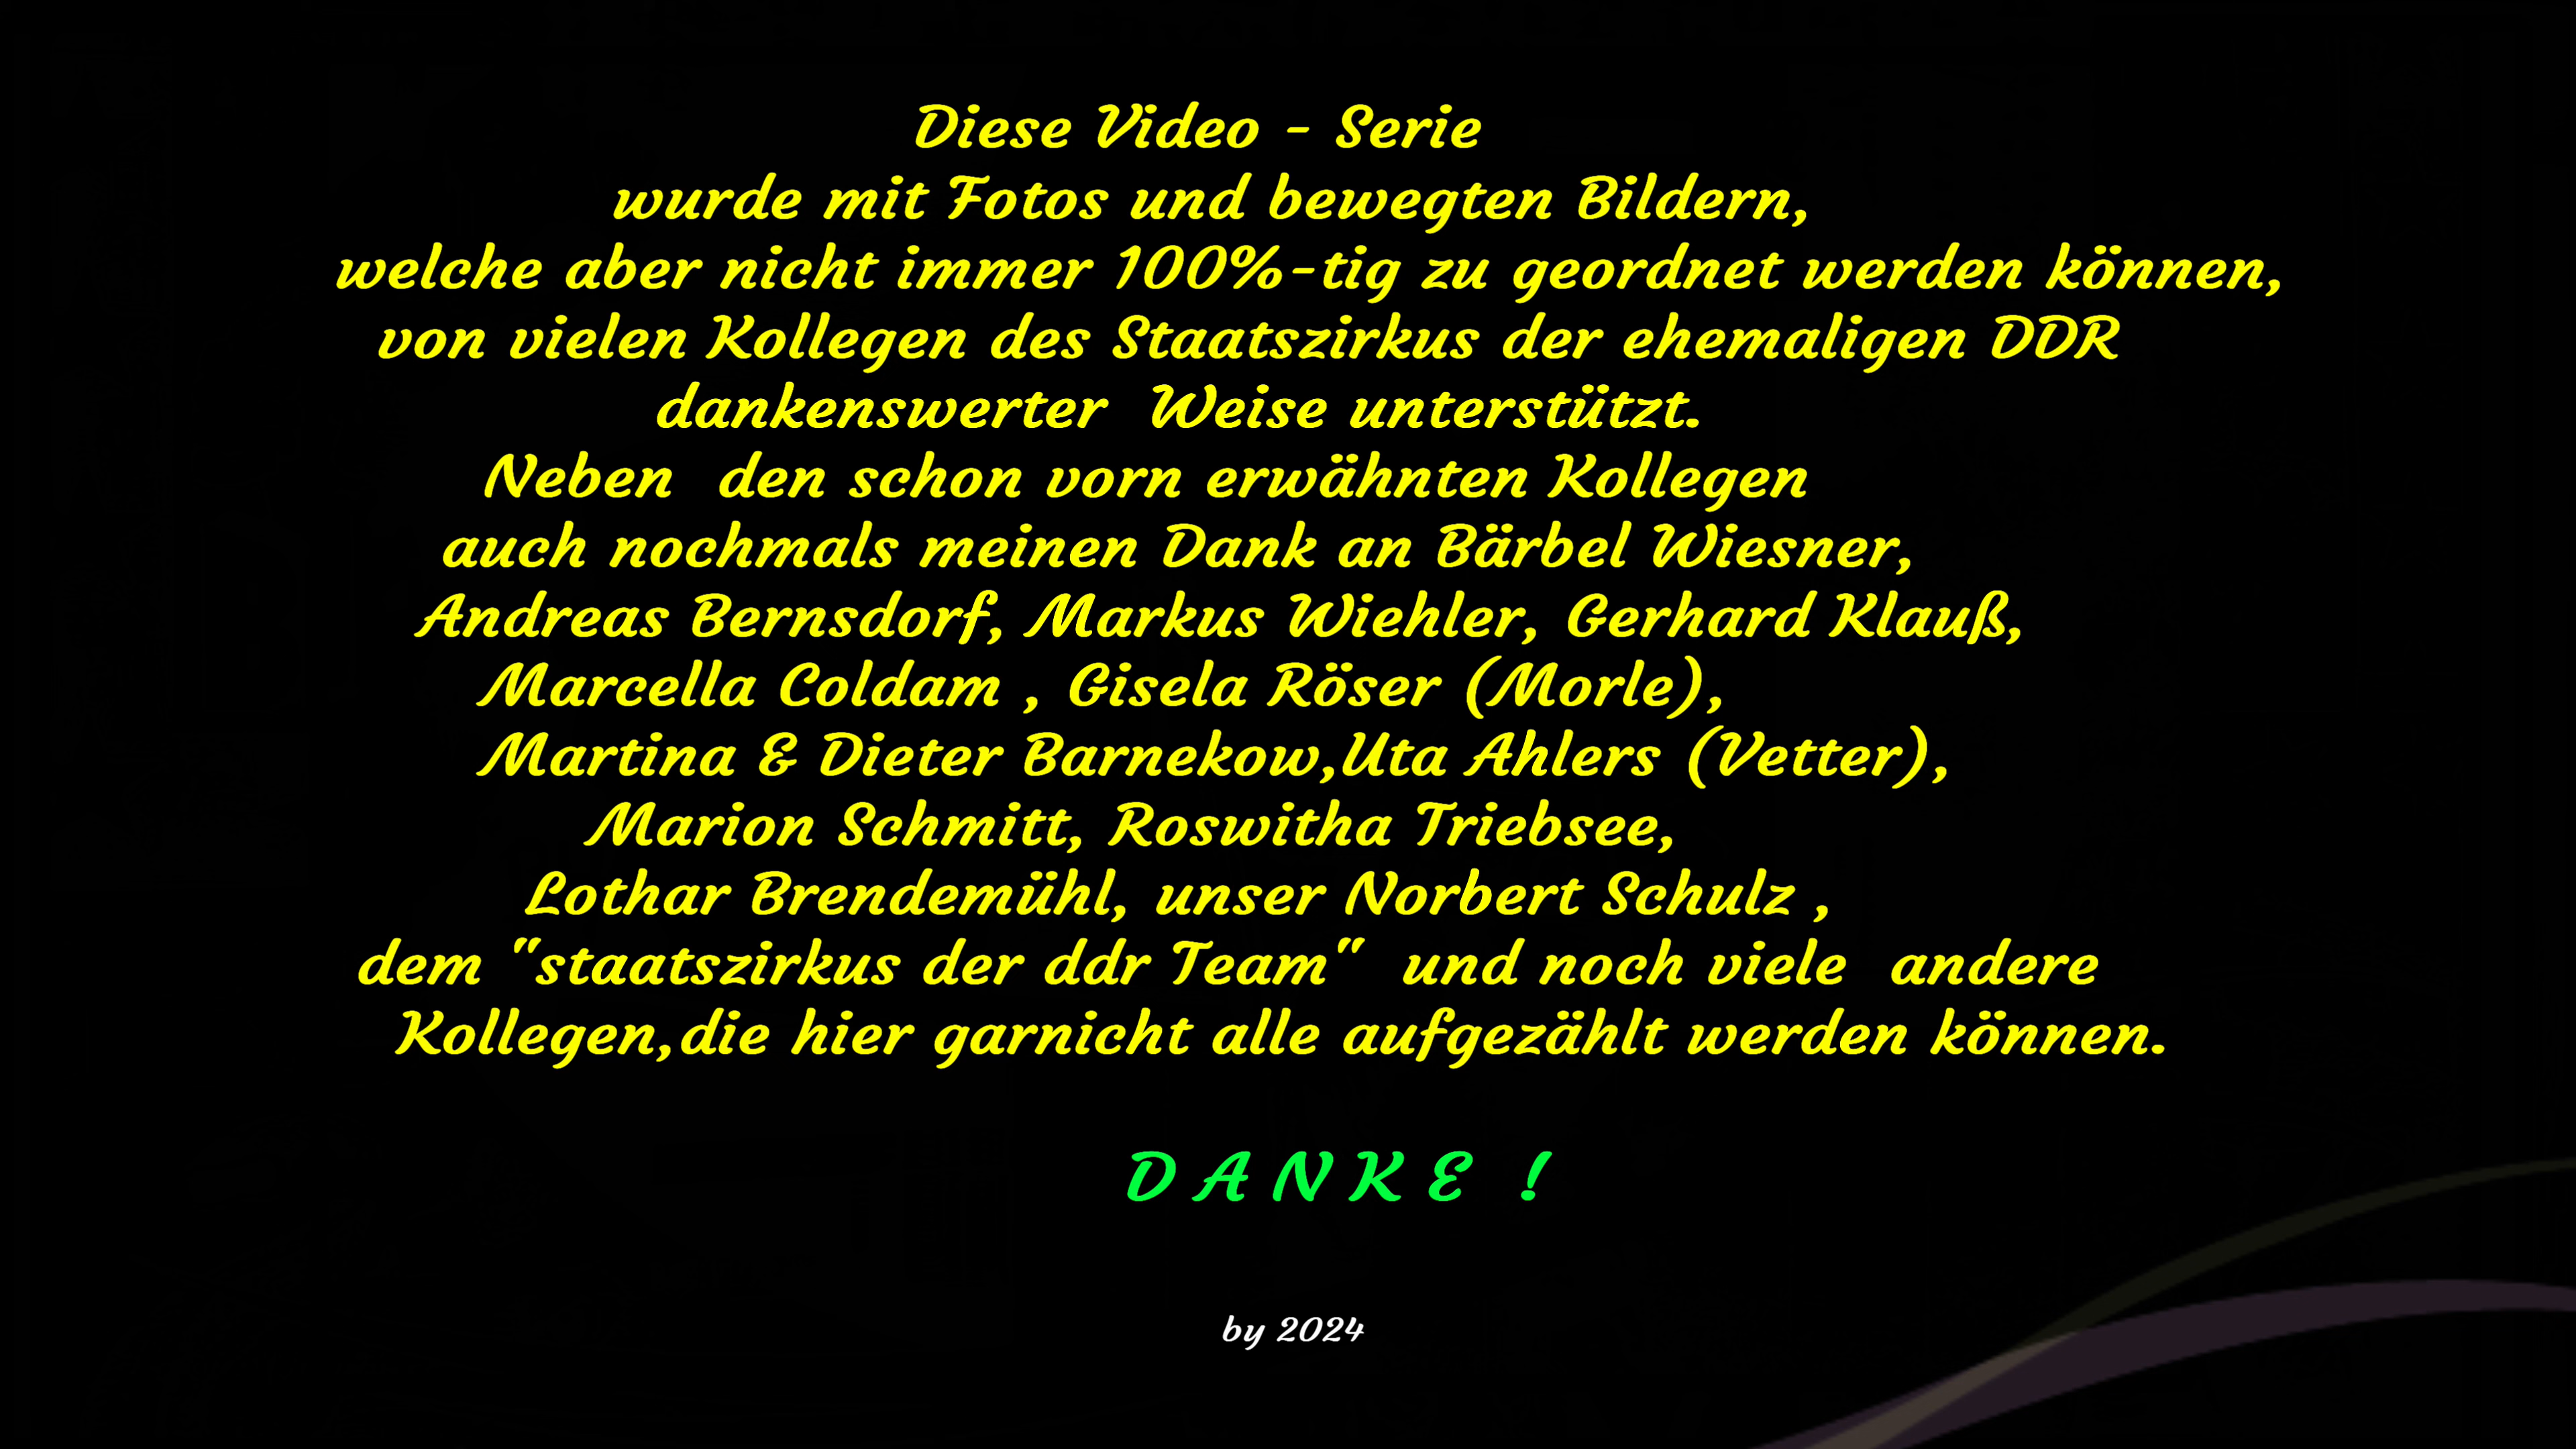 Diese Video - Serie
wurde mit Fotos und bewegten Bildern,
welche aber nicht immer 100%-tig zu geordnet werden können,
von vielen Kollegen des Staatszirkus der ehemaligen DDR
dankenswerter Weise unterstützt.
Neben den schon vorn erwähnten Kollegen
auch nochmals meinen Dank an Bärbel Wiesner,
Andreas Bernsdorf, Markus Wiehler, Gerhard Klauß,
Marcella Coldam , Gisela Röser (Morle),
Martina & Dieter Barnekow,Uta Ahlers (Vetter),
Marion Schmitt, Roswitha Triebsee,
Lothar Brendemühl, unser Norbert Schulz ,
dem "staatszirkus der ddr Team" und noch viele andere
Kollegen,die hier garnicht alle aufgezählt werden können.
D A N K E !
by 2024